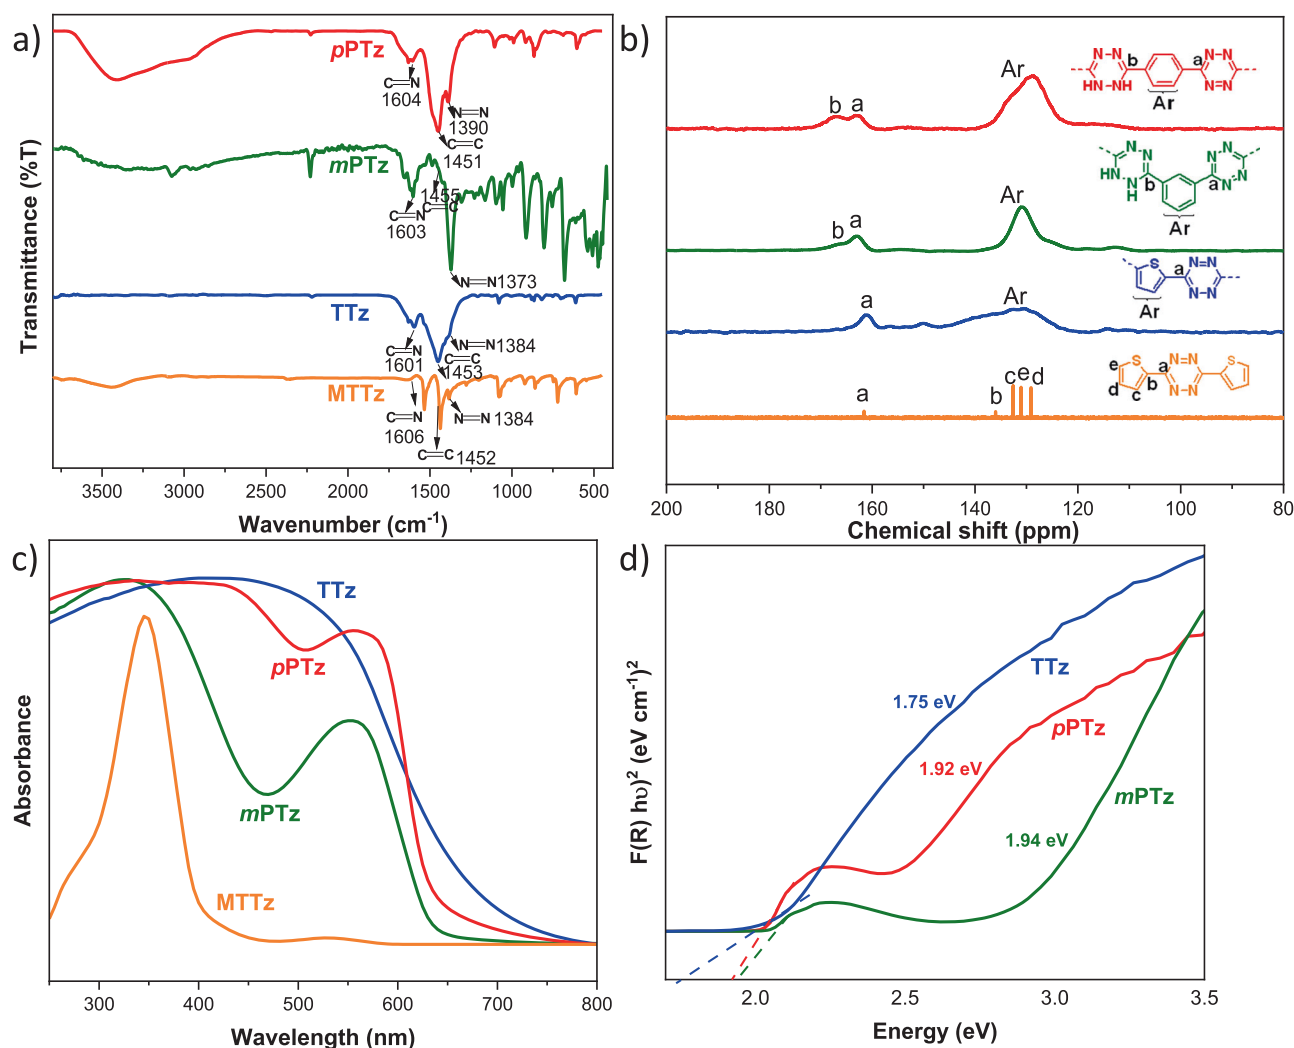 a)
pPTz
C═N
1604
N═N
1390
C═C
1451
mPTz
1455
C═C
C═N
1603
N═N 1373
TTz
C═N
1601
N═N 1384
C═C
1453
MTTz
C═N
1606
N═N 1384
C═C 1452
Transmittance (%T)
3500 3000 2500 2000 1500 1000 500
Wavenumber (cm-1)
b)
b a Ar
N N b a N N
HN NH N N
Ar
b a Ar
N N N N
N N H b a N N
Ar
a Ar
S a N N
N N
Ar
a b c e d
e S a N N S
d c b N N
200 180 160 140 120 100 80
Chemical shift (ppm)
c)
TTz
pPTz
mPTz
MTTz
Absorbance
300 400 500 600 700 800
Wavelength (nm)
d)
TTz
1.75 eV
pPTz
1.92 eV
mPTz
1.94 eV
F(R) hυ)2 (eV cm-1)2
2.0 2.5 3.0 3.5
Energy (eV)